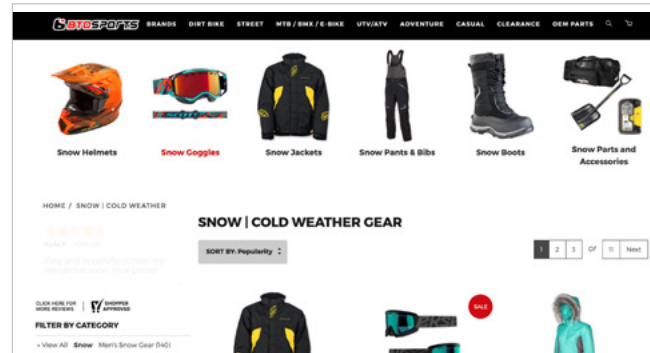 BTOSPORTS BRANDS DIRT BIKE STREET MTB / BMX / E-BIKE UTV/ATV ADVENTURE CASUAL CLEARANCE OEM PARTS
SCOTT
Snow Helmets Snow Goggles Snow Jackets Snow Pants & Bibs Snow Boots Snow Parts and
Accessories
HOME / SNOW | COLD WEATHER
SNOW | COLD WEATHER GEAR
SORT BY: Popularity
1 2 3 Of 11 Next
CLICK HERE FOR
MORE REVIEWS
SHOPPER
APPROVED
SALE
FILTER BY CATEGORY
• View All Snow Men's Snow Gear (140)